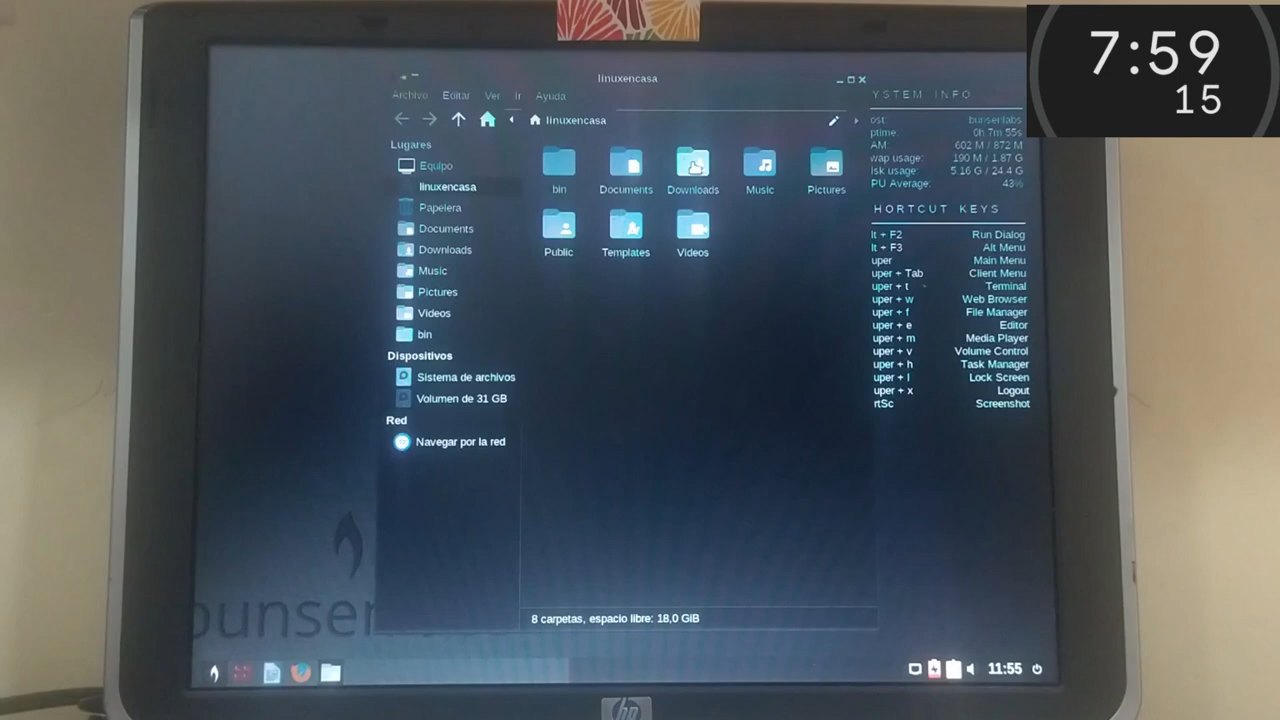 7:59
15
linuxencasa
Archivo Editar Ver Ir Ayuda
linuxencasa
Lugares
Equipo
linuxencasa
Papelera
Documents
Downloads
Music
Pictures
Videos
bin
Dispositivos
Sistema de archivos
Volumen de 31 GB
Red
Navegar por la red
bin Documents Downloads Music Pictures
Public Templates Videos
8 carpetas, espacio libre: 18,0 GiB
YSTEM INFO
ost: bunsenlabs
ptime: 0h 7m 55s
AM: 602 M / 872 M
wap usage: 190 M / 1.87 G
isk usage: 5.16 G / 24.4 G
PU Average: 43%
HORTCUT KEYS
lt + F2 Run Dialog
lt + F3 Alt Menu
uper Main Menu
uper + Tab Client Menu
uper + t Terminal
uper + w Web Browser
uper + f File Manager
uper + e Editor
uper + m Media Player
uper + v Volume Control
uper + h Task Manager
uper + l Lock Screen
uper + x Logout
rtSc Screenshot
bunsen
11:55
hp